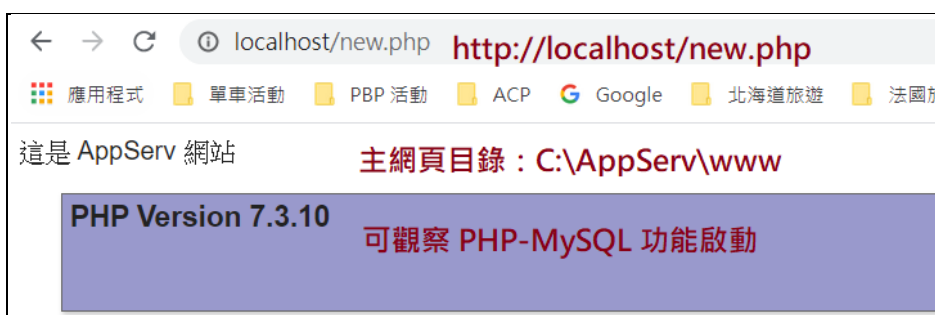 localhost/new.php http://localhost/new.php
應用程式 單車活動 PBP 活動 ACP G Google 北海道旅遊 法國
這是 AppServ 網站 主網頁目錄：C:\AppServ\www
PHP Version 7.3.10
可觀察 PHP-MySQL 功能啟動